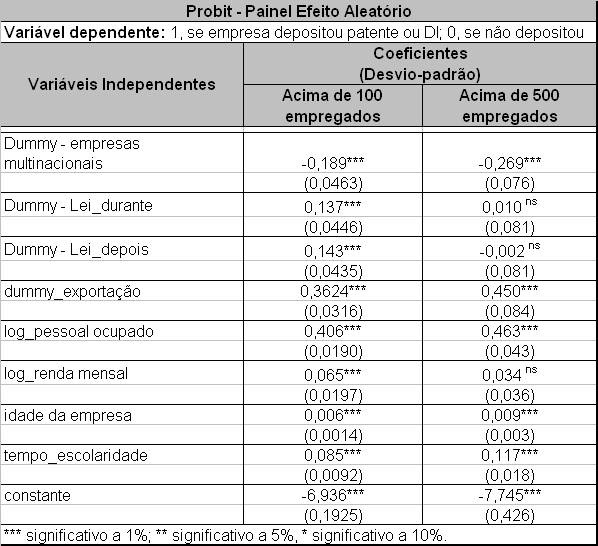 Probit - Painel Efeito Aleatório
Variável dependente: 1, se empresa depositou patente ou DI; 0, se não depositou
Variáveis Independentes
Coeficientes
(Desvio-padrão)
Acima de 100 empregados
Acima de 500 empregados
Dummy - empresas
multinacionais -0,189*** -0,269***
(0,0463) (0,076)
Dummy - Lei_durante 0,137*** 0,010 ns
(0,0446) (0,081)
Dummy - Lei_depois 0,143*** -0,002 ns
(0,0435) (0,081)
dummy_exportação 0,3624*** 0,450***
(0,0316) (0,084)
log_pessoal ocupado 0,406*** 0,463***
(0,0190) (0,043)
log_renda mensal 0,065*** 0,034 ns
(0,0197) (0,036)
idade da empresa 0,006*** 0,009***
(0,0014) (0,003)
tempo_escolaridade 0,085*** 0,117***
(0,0092) (0,018)
constante -6,936*** -7,745***
(0,1925) (0,426)
*** significativo a 1%; ** significativo a 5%, * significativo a 10%.